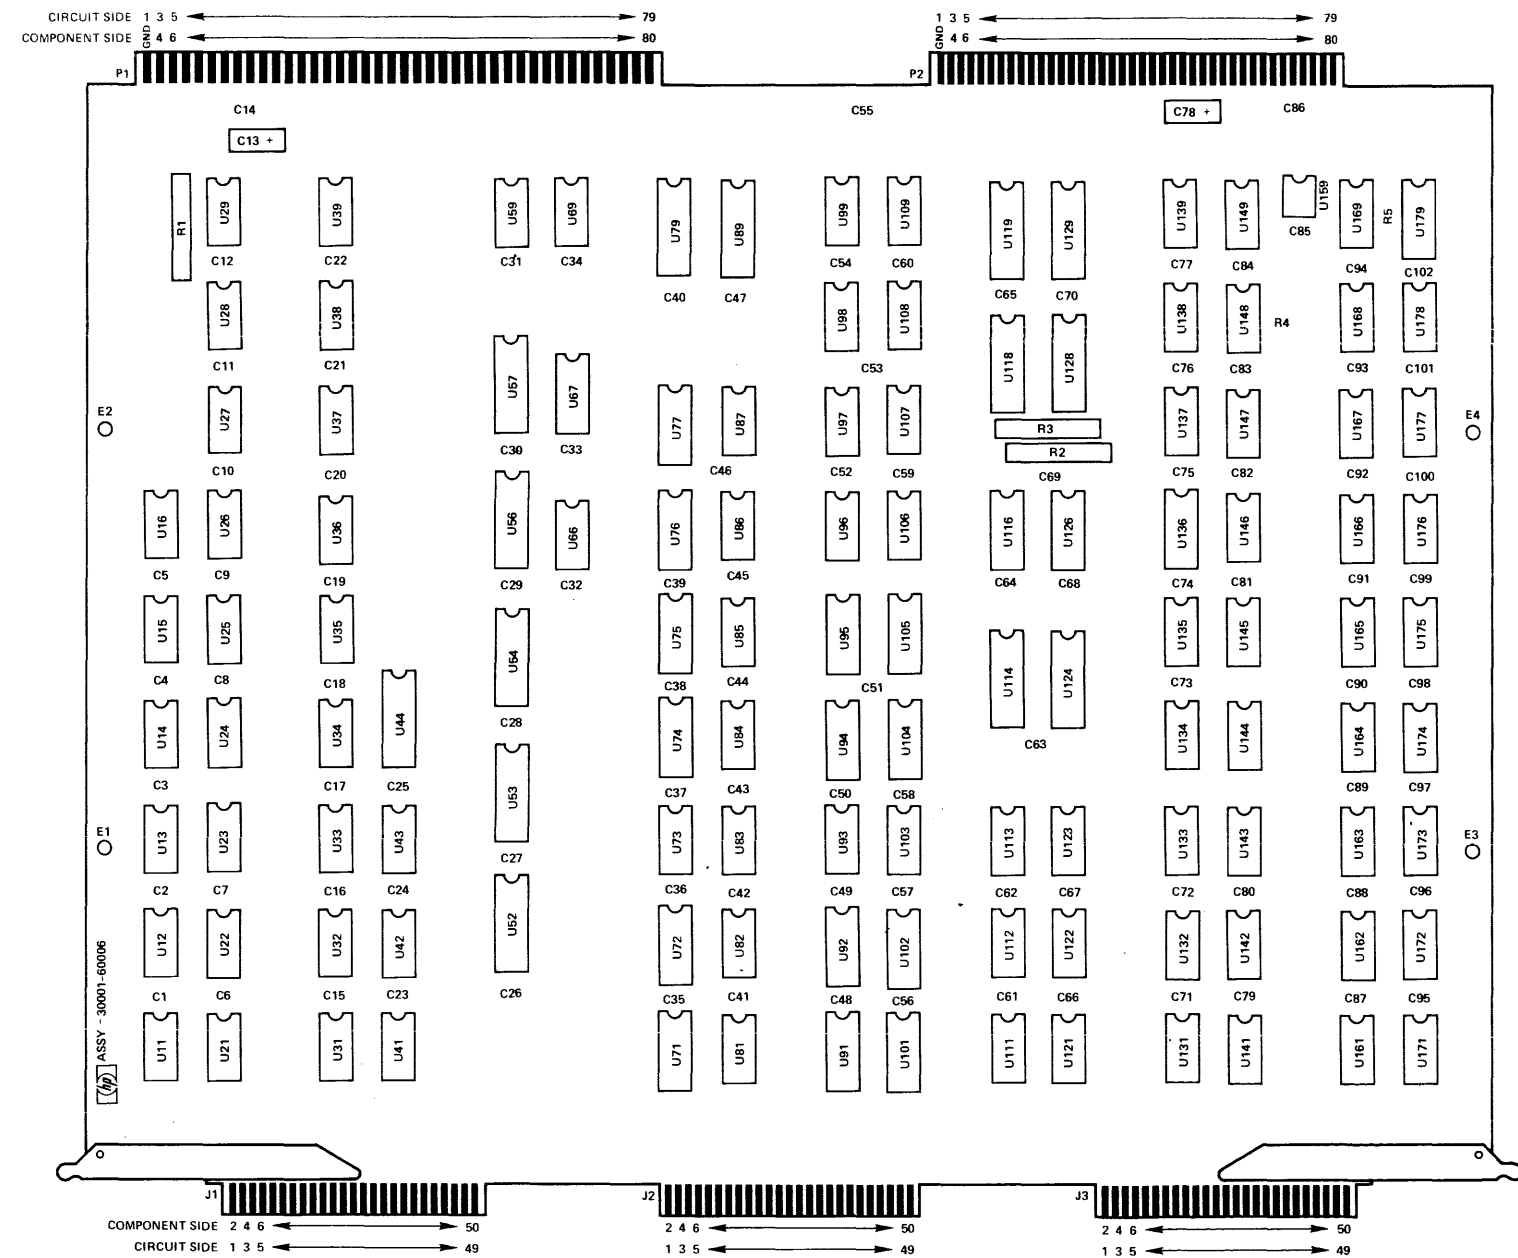 CIRCUIT SIDE 1 3 5 79 1 3 5 79
COMPONENT SIDE GND 4 6 80 GND 4 6 80
P1 P2
C14 C55 C78 + C86
C13 +
R1 U29 U39 U59 U69 U79 U89 U99 U109 U119 U129 U139 U149 U159 U169 R5 U179
C85
C12 C22 C31 C34 C54 C60 C77 C84 C94 C102
C40 C47 C65 C70
U28 U38 U98 U108 U138 U148 R4 U168 U178
U118 U128
C11 C21 C53 C76 C83 C93 C101
U57 U67
E2 E4
U27 U37 U77 U87 U97 U107 R3 U137 U147 U167 U177
C30 C33 R2
C10 C20 C46 C52 C59 C69 C75 C82 C92 C100
U16 U26 U36 U56 U66 U76 U86 U96 U106 U116 U126 U136 U146 U166 U176
C5 C9 C19 C29 C32 C39 C45 C64 C68 C74 C81 C91 C99
U15 U25 U35 U54 U75 U85 U95 U105 U135 U145 U165 U175
U114 U124
C4 C8 C18 C38 C44 C51 C73 C90 C98
U14 U24 U34 U44 C28 U74 U84 U94 U104 C63 U134 U144 U164 U174
C3 C17 C25 C37 C43 C50 C58 C89 C97
U53
E1 E3
U13 U23 U33 U43 U73 U83 U93 U103 U113 U123 U133 U143 U163 U173
C27
C2 C7 C16 C24 C36 C42 C49 C57 C62 C67 C72 C80 C88 C96
U12 U22 U32 U42 U52 U72 U82 U92 U102 U112 U122 U132 U142 U162 U172
C1 C6 C15 C23 C26 C35 C41 C48 C56 C61 C66 C71 C79 C87 C95
U11 U21 U31 U41 U71 U81 U91 U101 U111 U121 U131 U141 U161 U171
hp ASSY - 30001-60006
J1 J2 J3
COMPONENT SIDE 2 4 6 50 2 4 6 50 2 4 6 50
CIRCUIT SIDE 1 3 5 49 1 3 5 49 1 3 5 49